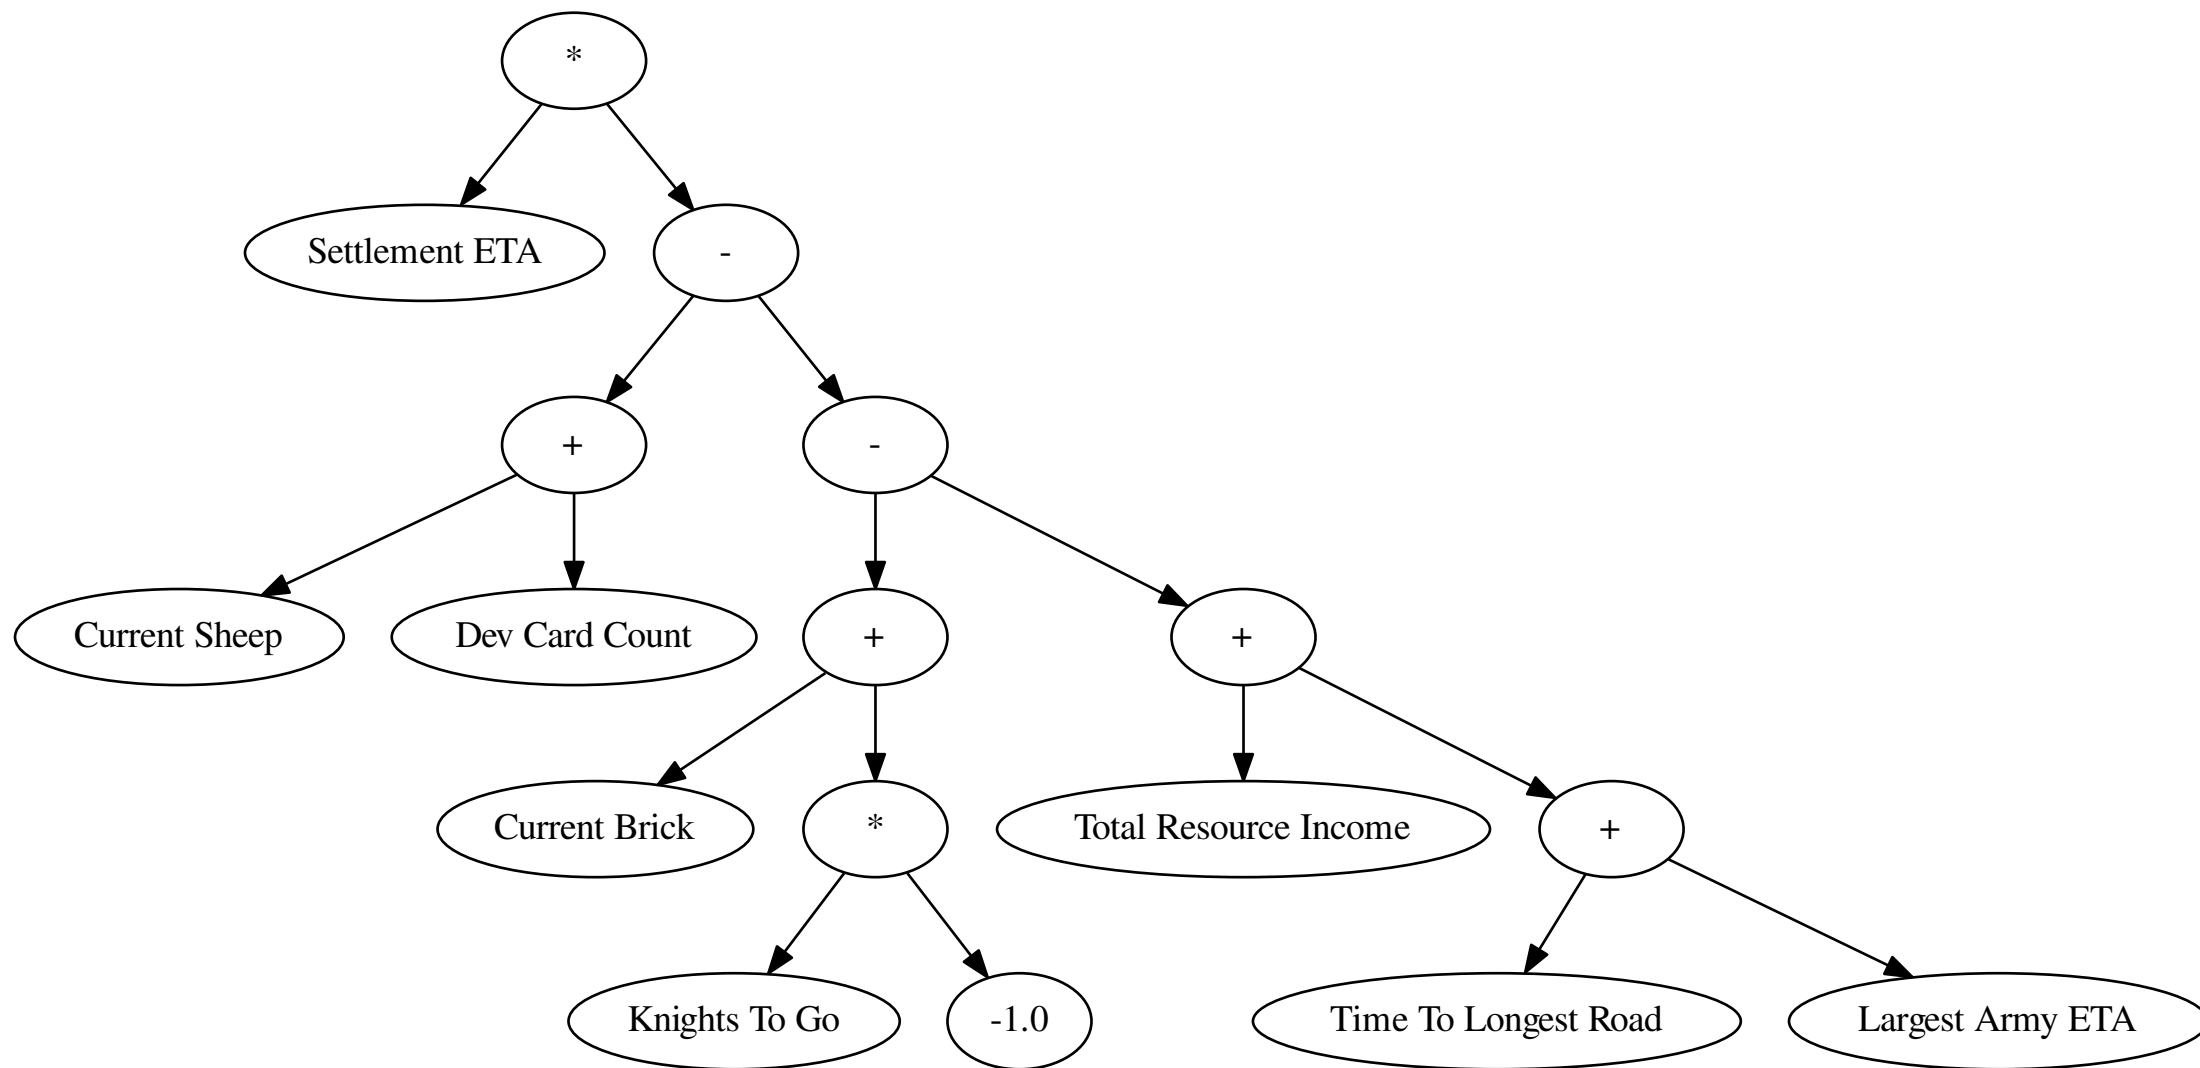 *
Settlement ETA
-
+
-
Current Sheep
Dev Card Count
+
+
Current Brick
*
Total Resource Income
+
Knights To Go
-1.0
Time To Longest Road
Largest Army ETA